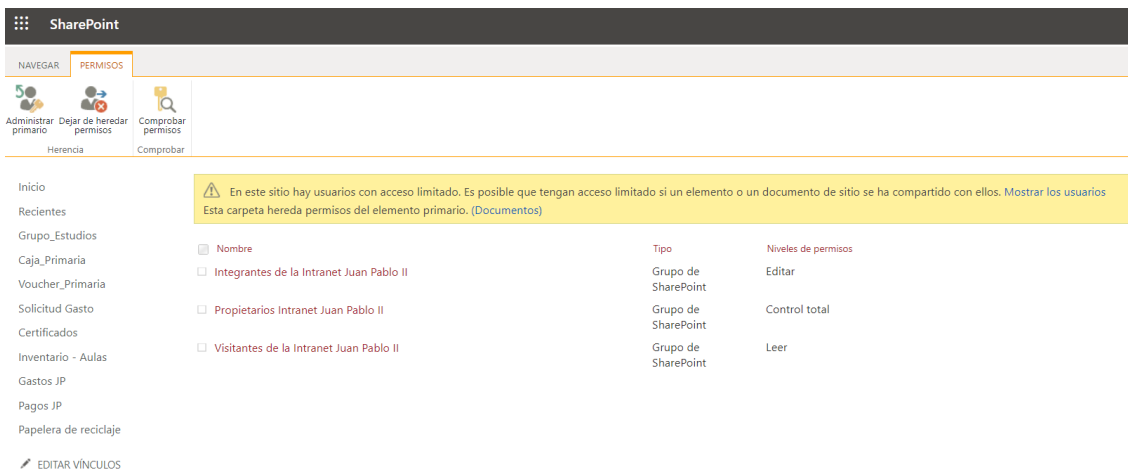 SharePoint
NAVEGAR PERMISOS
Administrar primario
Dejar de heredar permisos
Comprobar permisos
Herencia Comprobar
Inicio
Recientes
Grupo_Estudios
Caja_Primaria
Voucher_Primaria
Solicitud Gasto
Certificados
Inventario - Aulas
Gastos JP
Pagos JP
Papelera de reciclaje
EDITAR VÍNCULOS
En este sitio hay usuarios con acceso limitado. Es posible que tengan acceso limitado si un elemento o un documento de sitio se ha compartido con ellos. Mostrar los usuarios
Esta carpeta hereda permisos del elemento primario. (Documentos)
Nombre Tipo Niveles de permisos
Integrantes de la Intranet Juan Pablo II Grupo de SharePoint Editar
Propietarios Intranet Juan Pablo II Grupo de SharePoint Control total
Visitantes de la Intranet Juan Pablo II Grupo de SharePoint Leer